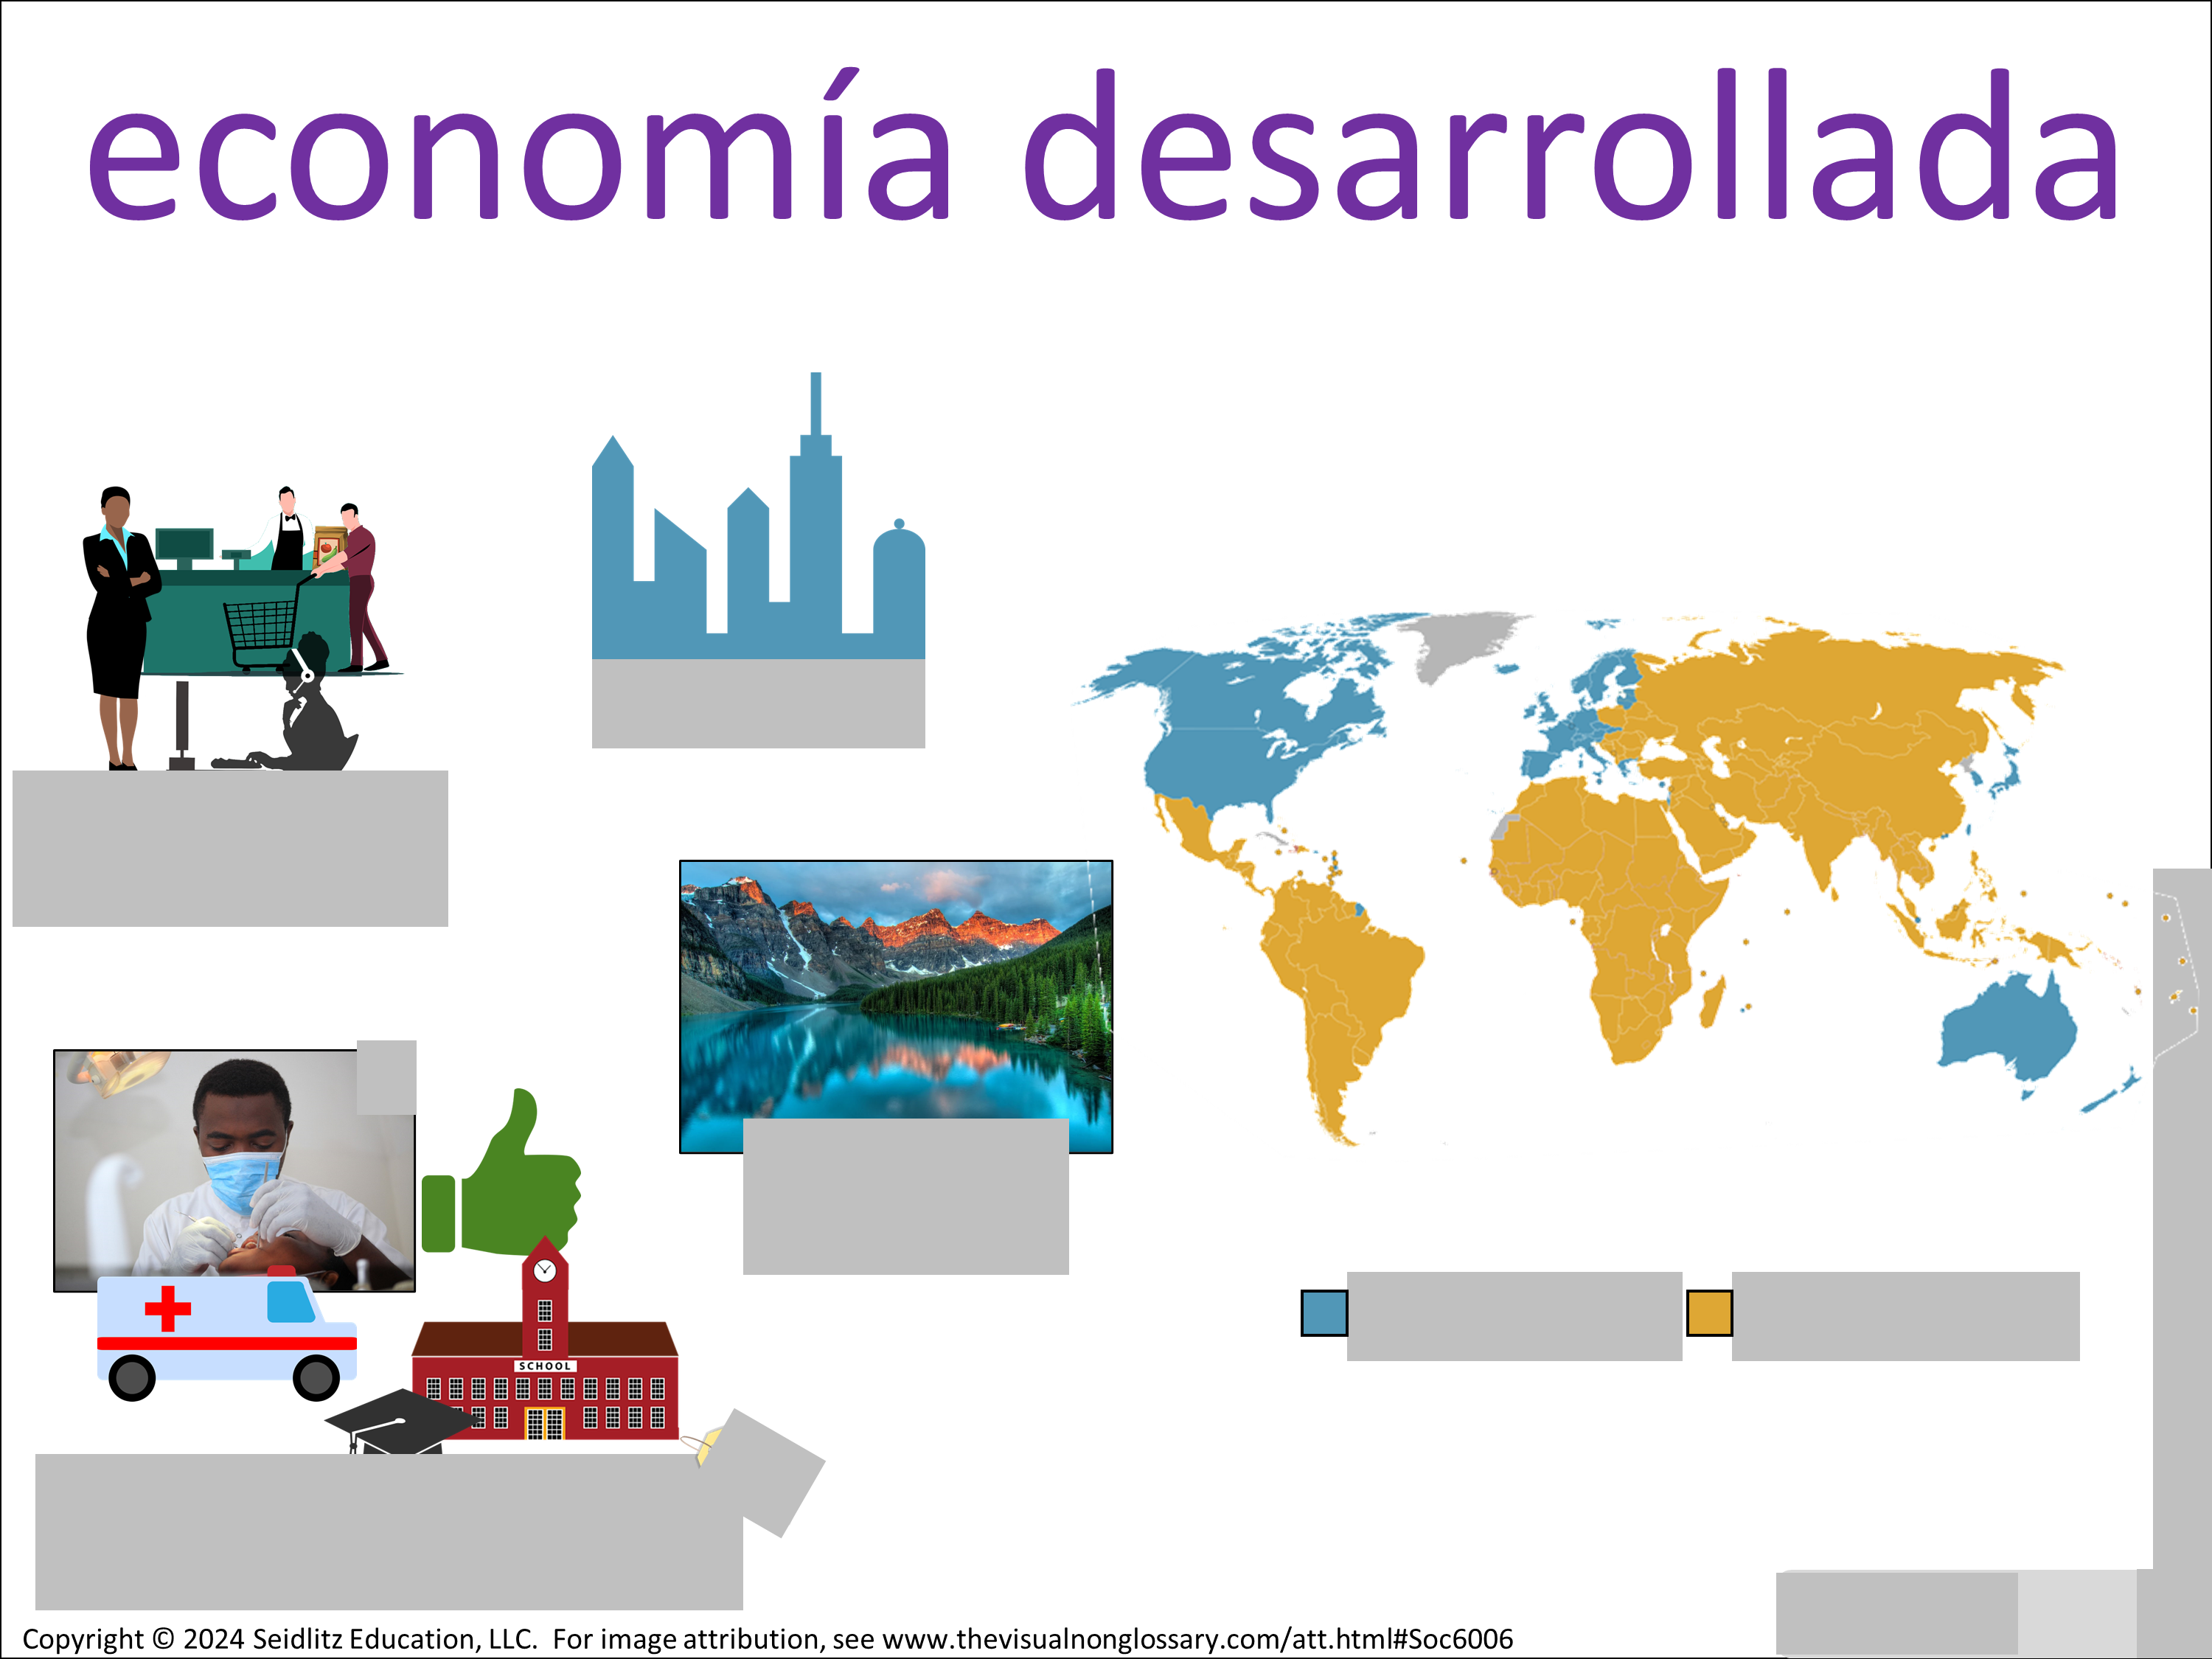 economía desarrollada
SCHOOL
Copyright © 2024 Seidlitz Education, LLC.  For image attribution, see www.thevisualnonglossary.com/att.html#Soc6006